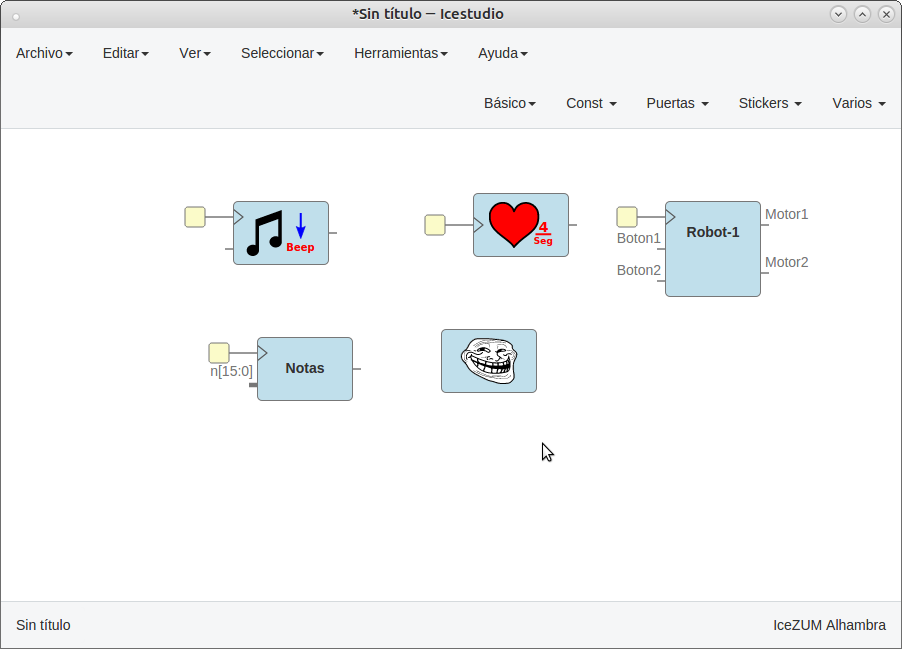 *Sin título — Icestudio
Archivo Editar Ver Seleccionar Herramientas Ayuda
Básico Const Puertas Stickers Varios
Beep
4
Seg
Boton1
Boton2
Robot-1
Motor1
Motor2
n[15:0]
Notas
Sin título
IceZUM Alhambra